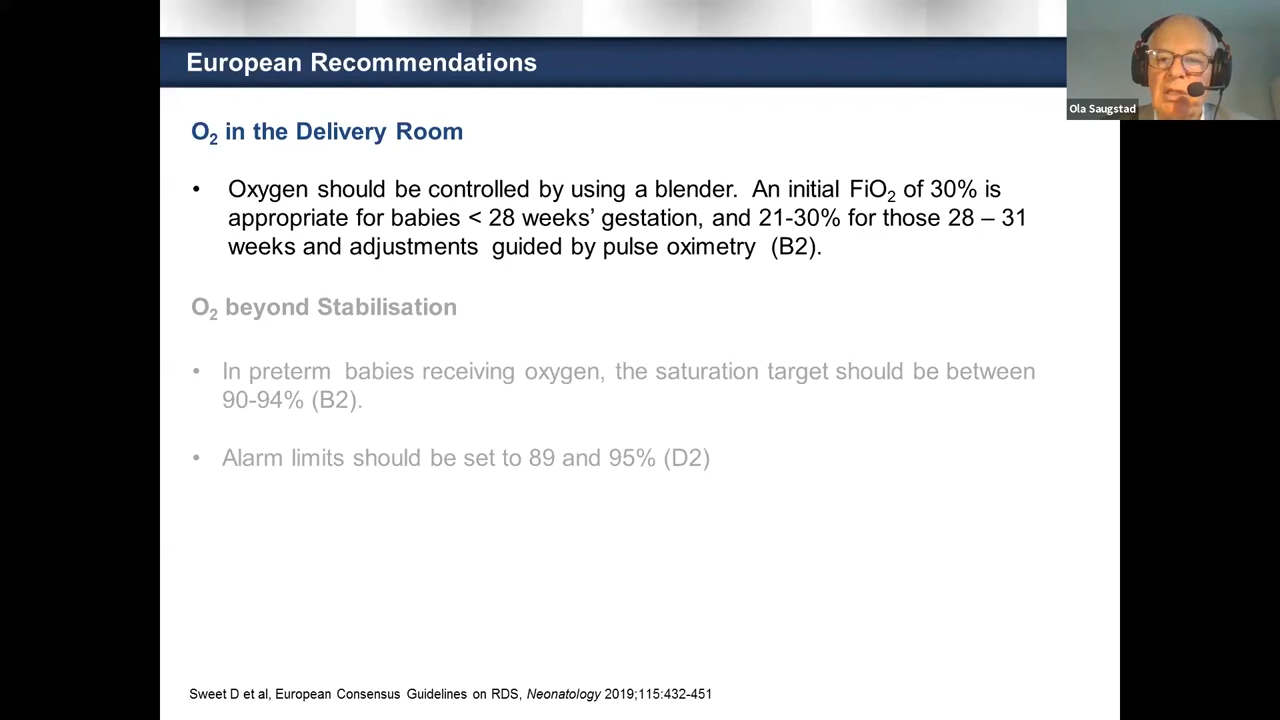 European Recommendations
Ola Saugstad
O₂ in the Delivery Room
• Oxygen should be controlled by using a blender. An initial FiO₂ of 30% is
appropriate for babies < 28 weeks’ gestation, and 21-30% for those 28 – 31
weeks and adjustments guided by pulse oximetry (B2).
O₂ beyond Stabilisation
• In preterm babies receiving oxygen, the saturation target should be between
90-94% (B2).
• Alarm limits should be set to 89 and 95% (D2)
Sweet D et al, European Consensus Guidelines on RDS, Neonatology 2019;115:432-451